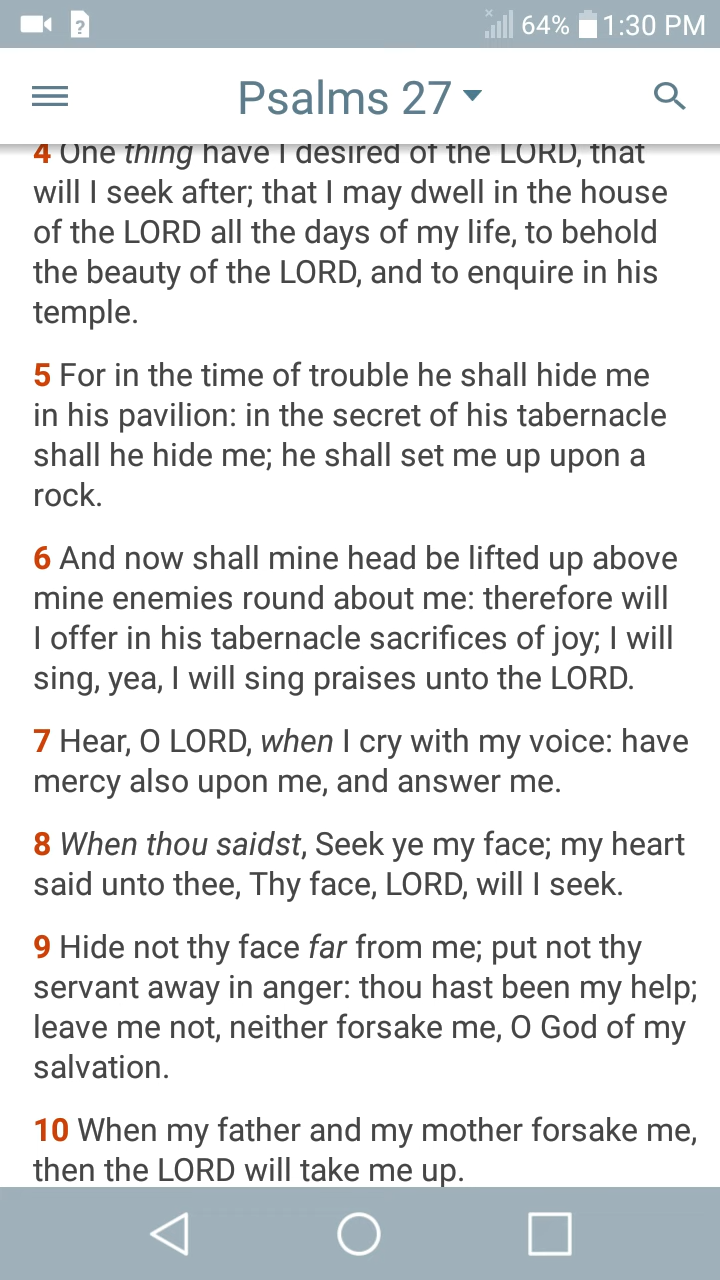 64% 1:30 PM
Psalms 27
4 One thing have I desired of the LORD, that
will I seek after; that I may dwell in the house
of the LORD all the days of my life, to behold
the beauty of the LORD, and to enquire in his
temple.
5 For in the time of trouble he shall hide me
in his pavilion: in the secret of his tabernacle
shall he hide me; he shall set me up upon a
rock.
6 And now shall mine head be lifted up above
mine enemies round about me: therefore will
I offer in his tabernacle sacrifices of joy; I will
sing, yea, I will sing praises unto the LORD.
7 Hear, O LORD, when I cry with my voice: have
mercy also upon me, and answer me.
8 When thou saidst, Seek ye my face; my heart
said unto thee, Thy face, LORD, will I seek.
9 Hide not thy face far from me; put not thy
servant away in anger: thou hast been my help;
leave me not, neither forsake me, O God of my
salvation.
10 When my father and my mother forsake me,
then the LORD will take me up.